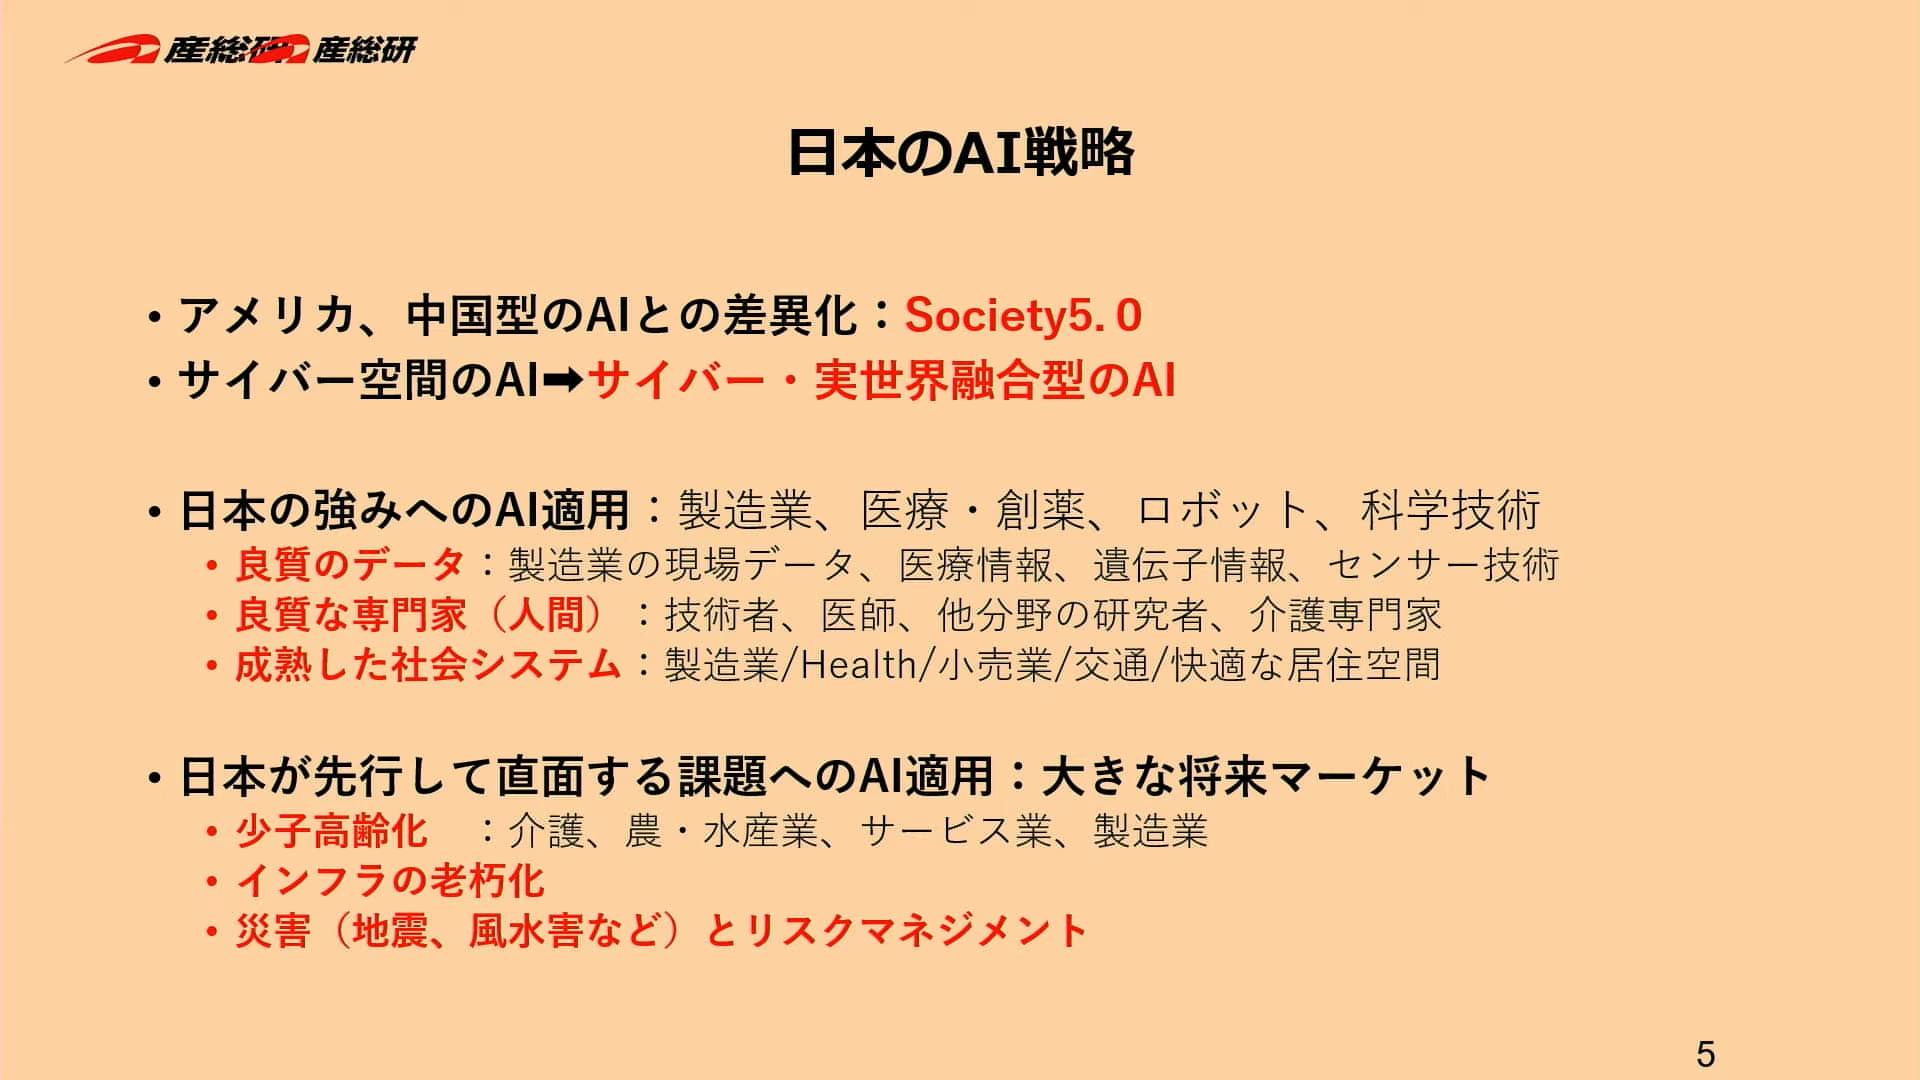 産総研 産総研
日本のAI戦略
• アメリカ、中国型のAIとの差異化：Society5.0
• サイバー空間のAI➡サイバー・実世界融合型のAI
• 日本の強みへのAI適用：製造業、医療・創薬、ロボット、科学技術
• 良質のデータ：製造業の現場データ、医療情報、遺伝子情報、センサー技術
• 良質な専門家（人間）：技術者、医師、他分野の研究者、介護専門家
• 成熟した社会システム：製造業/Health/小売業/交通/快適な居住空間
• 日本が先行して直面する課題へのAI適用：大きな将来マーケット
• 少子高齢化　：介護、農・水産業、サービス業、製造業
• インフラの老朽化
• 災害（地震、風水害など）とリスクマネジメント
5